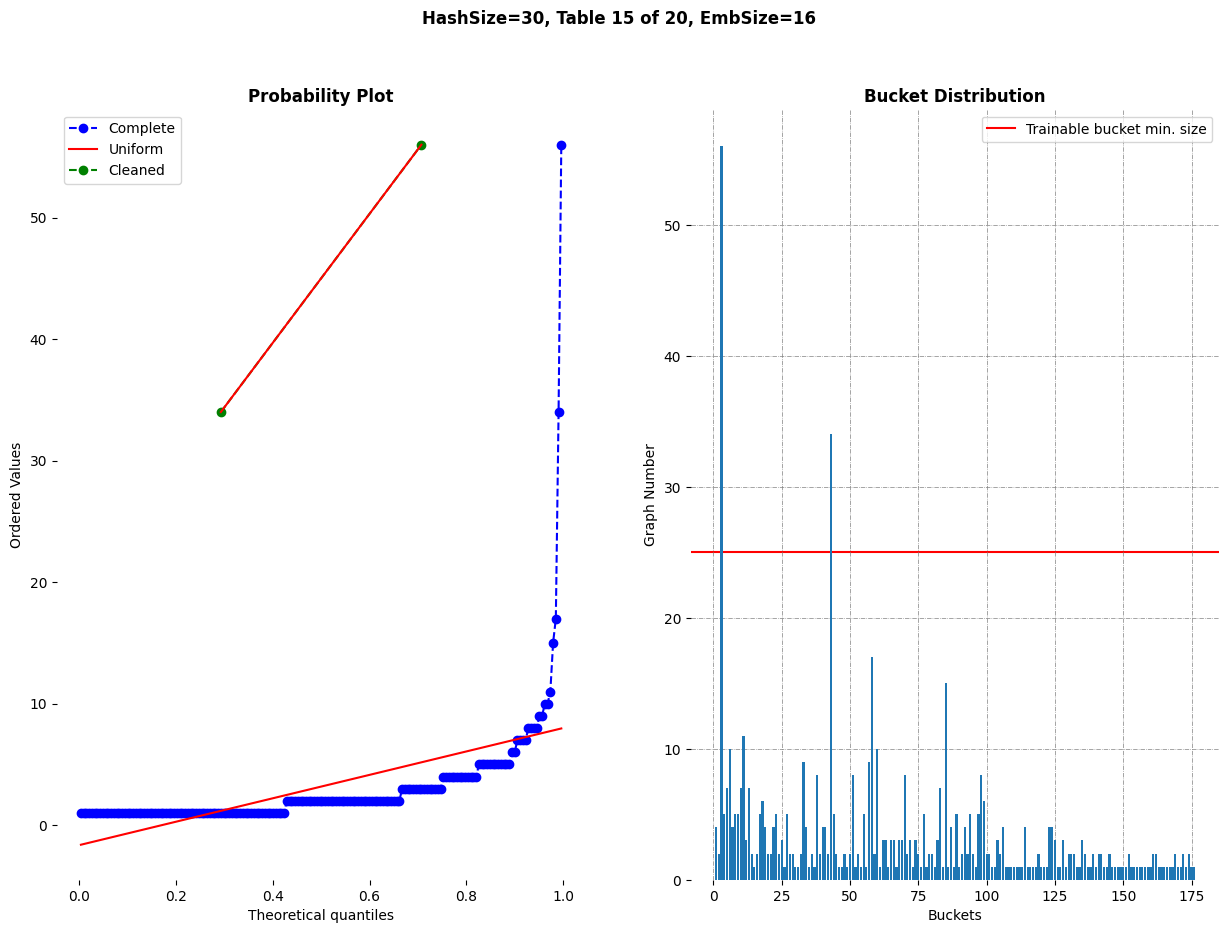 HashSize=30, Table 15 of 20, EmbSize=16
Probability Plot
Complete
Uniform
Cleaned
Ordered Values
50
40
30
20
10
0
0.0 0.2 0.4 0.6 0.8 1.0
Theoretical quantiles
Bucket Distribution
Trainable bucket min. size
Graph Number
50
40
30
20
10
0
0 25 50 75 100 125 150 175
Buckets